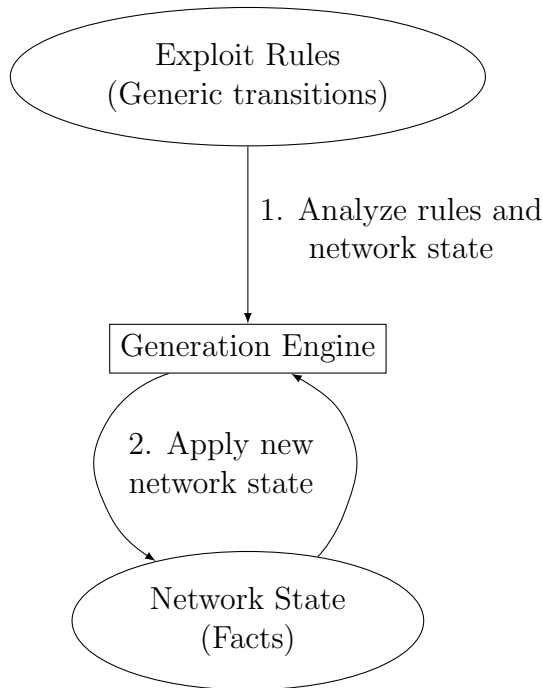 Exploit Rules
(Generic transitions)
1. Analyze rules and
network state
Generation Engine
2. Apply new
network state
Network State
(Facts)